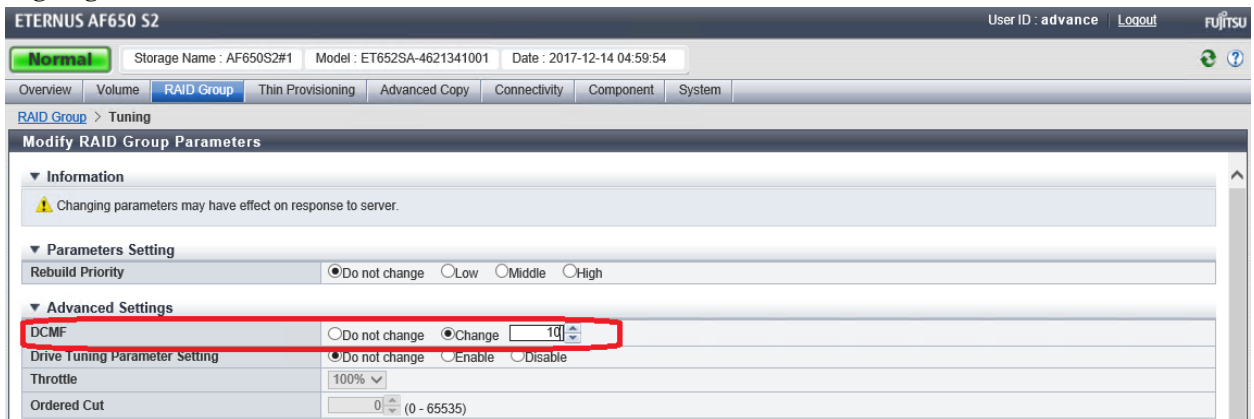 ETERNUS AF650 S2 User ID : advance Logout FUJITSU
Normal Storage Name : AF650S2#1 Model : ET652SA-4621341001 Date : 2017-12-14 04:59:54
Overview Volume RAID Group Thin Provisioning Advanced Copy Connectivity Component System
RAID Group > Tuning
Modify RAID Group Parameters
Information
Changing parameters may have effect on response to server.
Parameters Setting
Rebuild Priority Do not change Low Middle High
Advanced Settings
DCMF Do not change Change 10
Drive Tuning Parameter Setting Do not change Enable Disable
Throttle 100%
Ordered Cut 0 (0 - 65535)